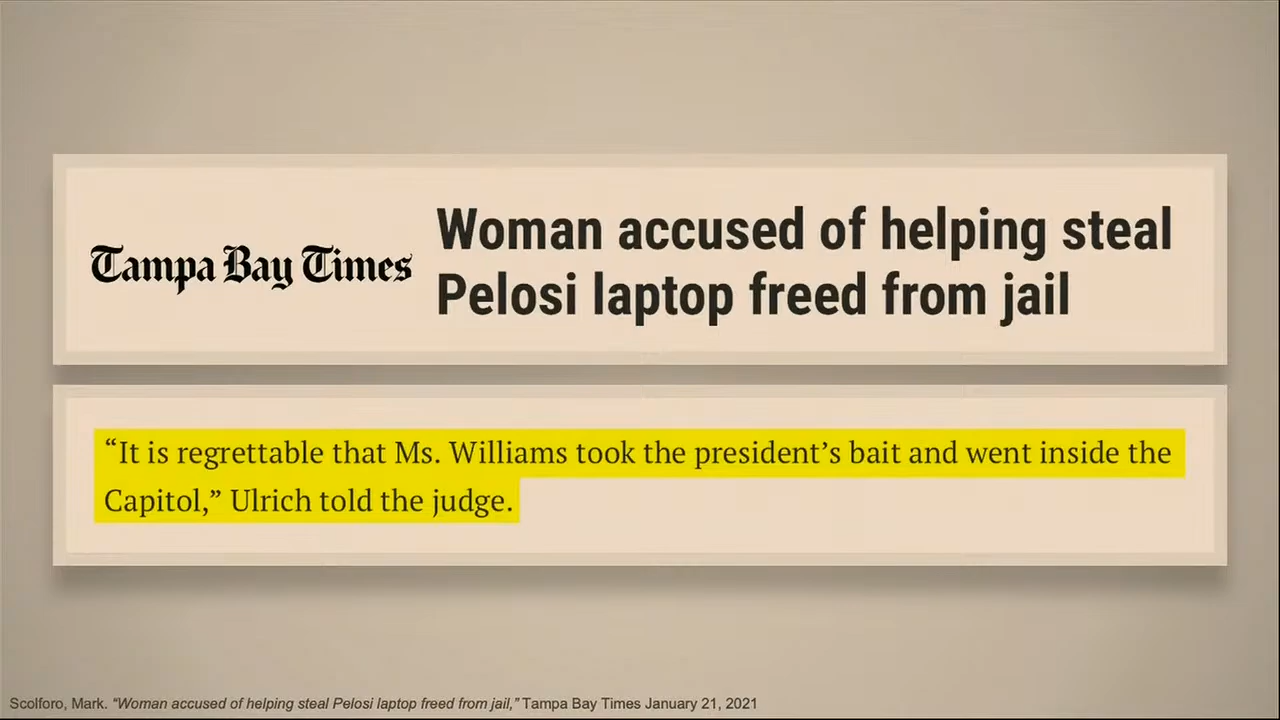 Tampa Bay Times
Woman accused of helping steal
Pelosi laptop freed from jail
“It is regrettable that Ms. Williams took the president’s bait and went inside the
Capitol,” Ulrich told the judge.
Scolforo, Mark. “Woman accused of helping steal Pelosi laptop freed from jail,” Tampa Bay Times January 21, 2021